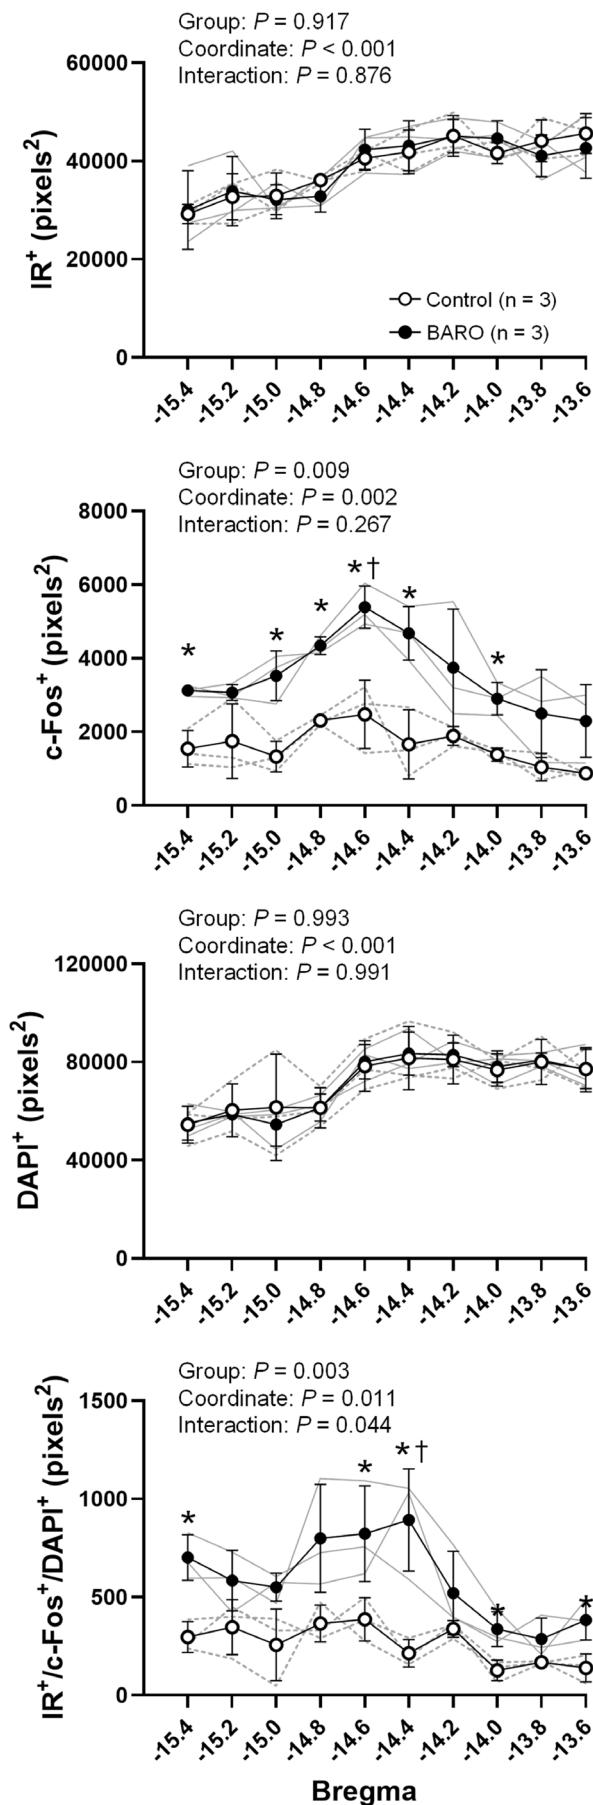 Group: P = 0.917
Coordinate: P < 0.001
Interaction: P = 0.876
60000
40000
20000
0
IR⁺ (pixels²)
Control (n = 3)
BARO (n = 3)
-15.4 -15.2 -15.0 -14.8 -14.6 -14.4 -14.2 -14.0 -13.8 -13.6
Group: P = 0.009
Coordinate: P = 0.002
Interaction: P = 0.267
8000
6000
4000
2000
0
c-Fos⁺ (pixels²)
* * * *† * *
-15.4 -15.2 -15.0 -14.8 -14.6 -14.4 -14.2 -14.0 -13.8 -13.6
Group: P = 0.993
Coordinate: P < 0.001
Interaction: P = 0.991
120000
80000
40000
0
DAPI⁺ (pixels²)
-15.4 -15.2 -15.0 -14.8 -14.6 -14.4 -14.2 -14.0 -13.8 -13.6
Group: P = 0.003
Coordinate: P = 0.011
Interaction: P = 0.044
1500
1000
500
0
IR⁺/c-Fos⁺/DAPI⁺ (pixels²)
* * *† * *
-15.4 -15.2 -15.0 -14.8 -14.6 -14.4 -14.2 -14.0 -13.8 -13.6
Bregma